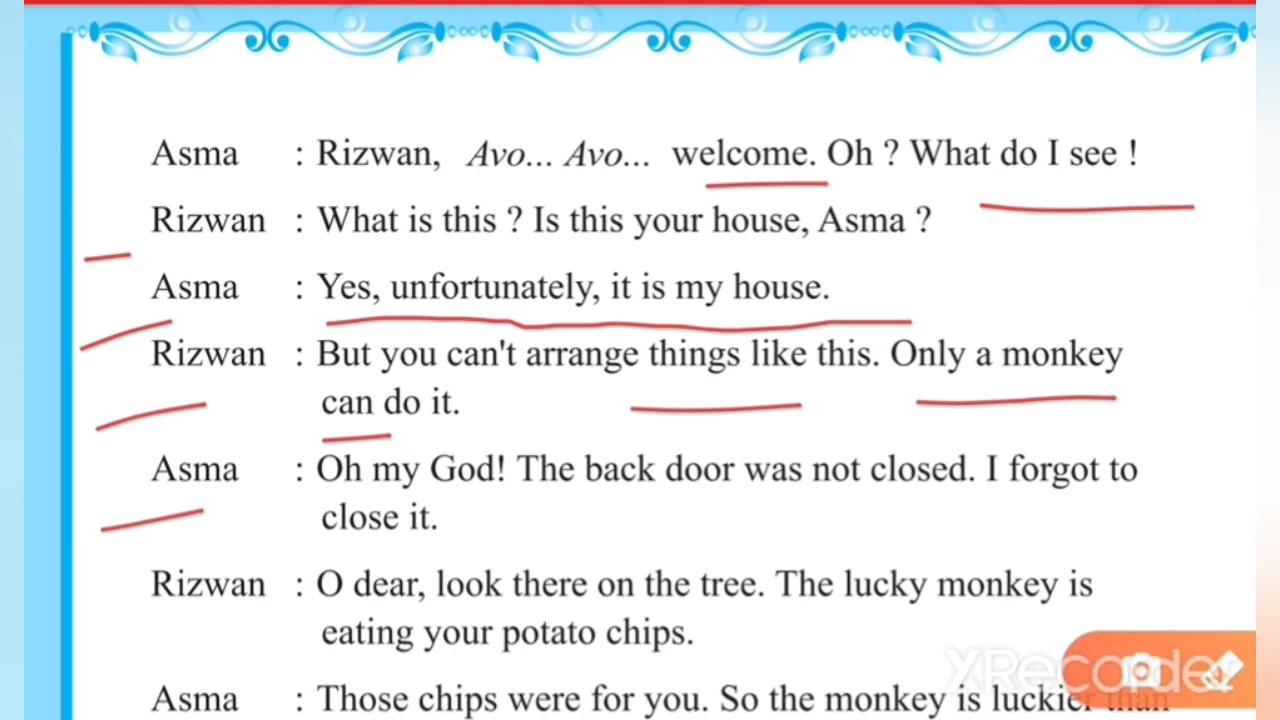 Asma : Rizwan, Avo... Avo... welcome. Oh ? What do I see !
Rizwan : What is this ? Is this your house, Asma ?
Asma : Yes, unfortunately, it is my house.
Rizwan : But you can't arrange things like this. Only a monkey
can do it.
Asma : Oh my God! The back door was not closed. I forgot to
close it.
Rizwan : O dear, look there on the tree. The lucky monkey is
eating your potato chips.
Asma : Those chips were for you. So the monkey is luckier than
XRecorder